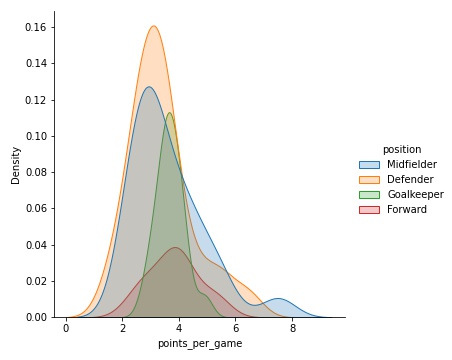 0.16
0.14
0.12
0.10
0.08
0.06
0.04
0.02
0.00
Density
0 2 4 6 8
points_per_game
position
Midfielder
Defender
Goalkeeper
Forward